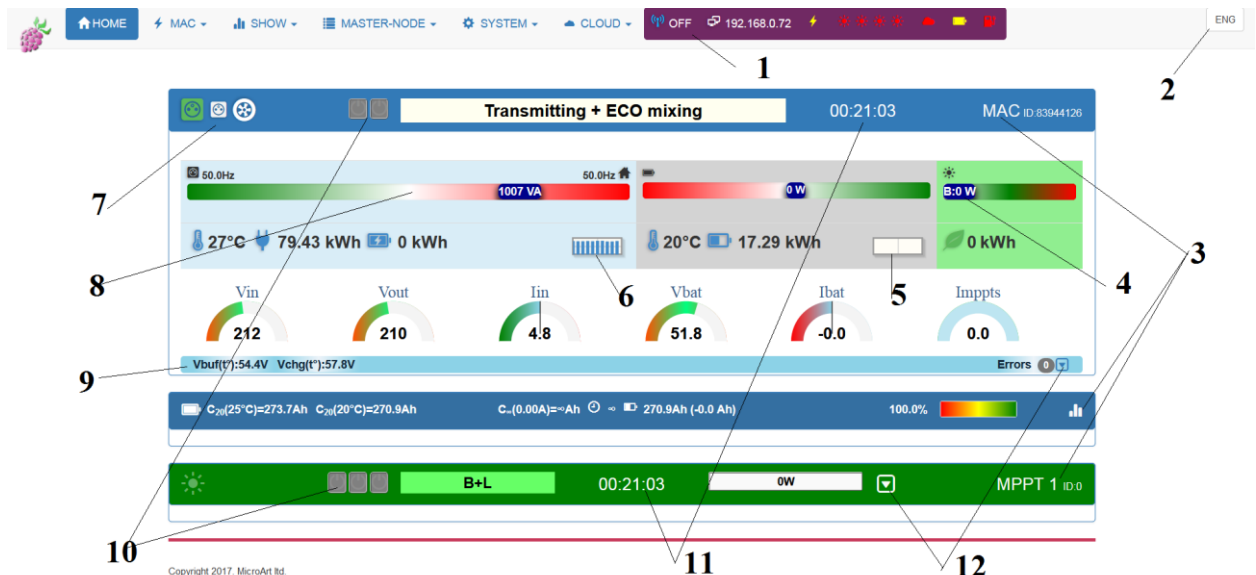 HOME MAC SHOW MASTER-NODE SYSTEM CLOUD OFF 192.168.0.72 ENG
1
2
Transmitting + ECO mixing 00:21:03 MAC ID:83944126
7
50.0Hz 50.0Hz
1007 VA 0 W B:0 W
27°C 79.43 kWh 0 kWh 20°C 17.29 kWh 0 kWh
8 6 5 4 3
Vin Vout Iin Vbat Ibat Imppts
212 210 4.8 51.8 -0.0 0.0
Vbuf(t°):54.4V Vchg(t°):57.8V Errors 0
9
C20(25°C)=273.7Ah C20(20°C)=270.9Ah C∞(0.00A)=∞Ah ∞ 270.9Ah (-0.0 Ah) 100.0%
B+L 00:21:03 0W MPPT 1 ID:0
10 11 12
Copyright 2017. MicroArt ltd.